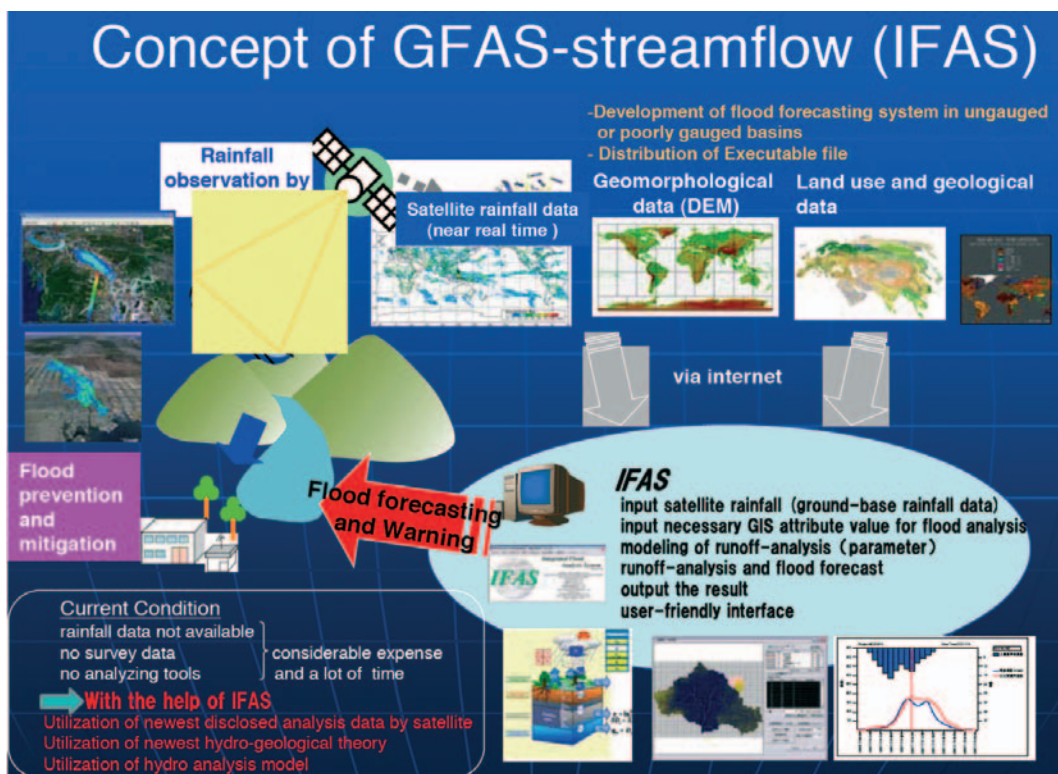 Concept of GFAS-streamflow (IFAS)
-Development of flood forecasting system in ungauged
or poorly gauged basins
- Distribution of Executable file
Rainfall
observation by
Satellite rainfall data
(near real time )
Geomorphological
data (DEM)
Land use and geological
data
via internet
Flood
prevention
and
mitigation
Flood forecasting
and Warning
IFAS
input satellite rainfall (ground-base rainfall data)
input necessary GIS attribute value for flood analysis
modeling of runoff-analysis (parameter)
runoff-analysis and flood forecast
output the result
user-friendly interface
IFAS
Current Condition
rainfall data not available
no survey data
no analyzing tools
considerable expense
and a lot of time
With the help of IFAS
Utilization of newest disclosed analysis data by satellite
Utilization of newest hydro-geological theory
Utilization of hydro analysis model